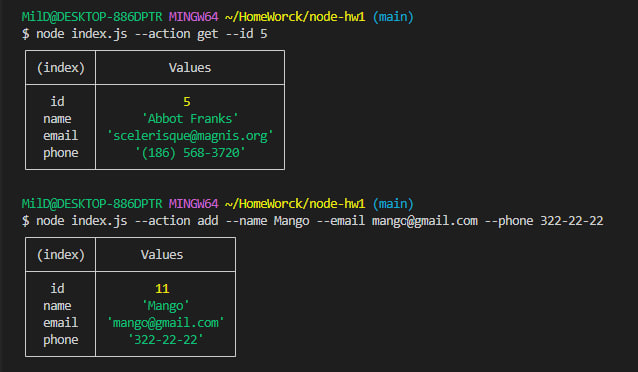 MilD@DESKTOP-886DPTR MINGW64 ~/HomeWorck/node-hw1 (main)
$ node index.js --action get --id 5
(index) Values
id 5
name 'Abbot Franks'
email 'scelerisque@magnis.org'
phone '(186) 568-3720'
MilD@DESKTOP-886DPTR MINGW64 ~/HomeWorck/node-hw1 (main)
$ node index.js --action add --name Mango --email mango@gmail.com --phone 322-22-22
(index) Values
id 11
name 'Mango'
email 'mango@gmail.com'
phone '322-22-22'